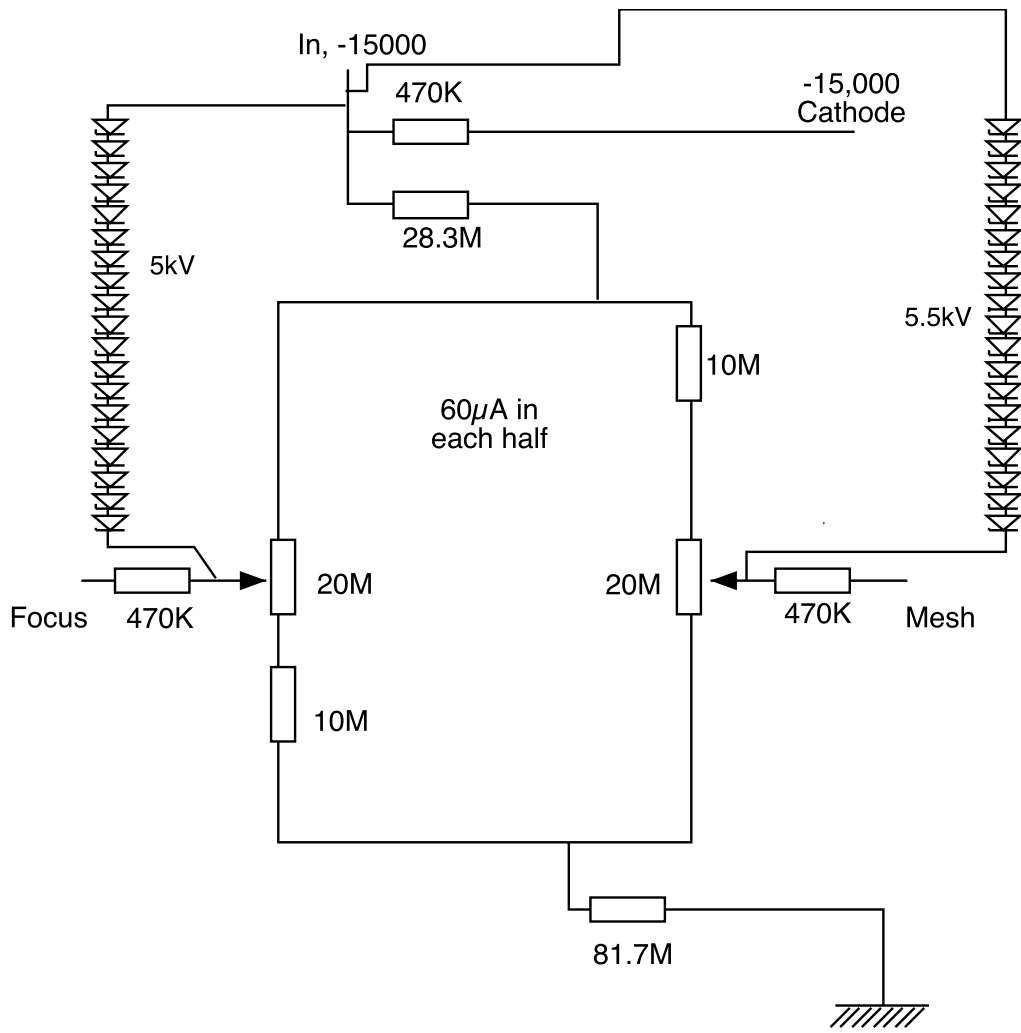 In, -15000
470K
-15,000
Cathode
28.3M
5kV
5.5kV
10M
60µA in
each half
20M
20M
Focus
470K
470K
Mesh
10M
81.7M